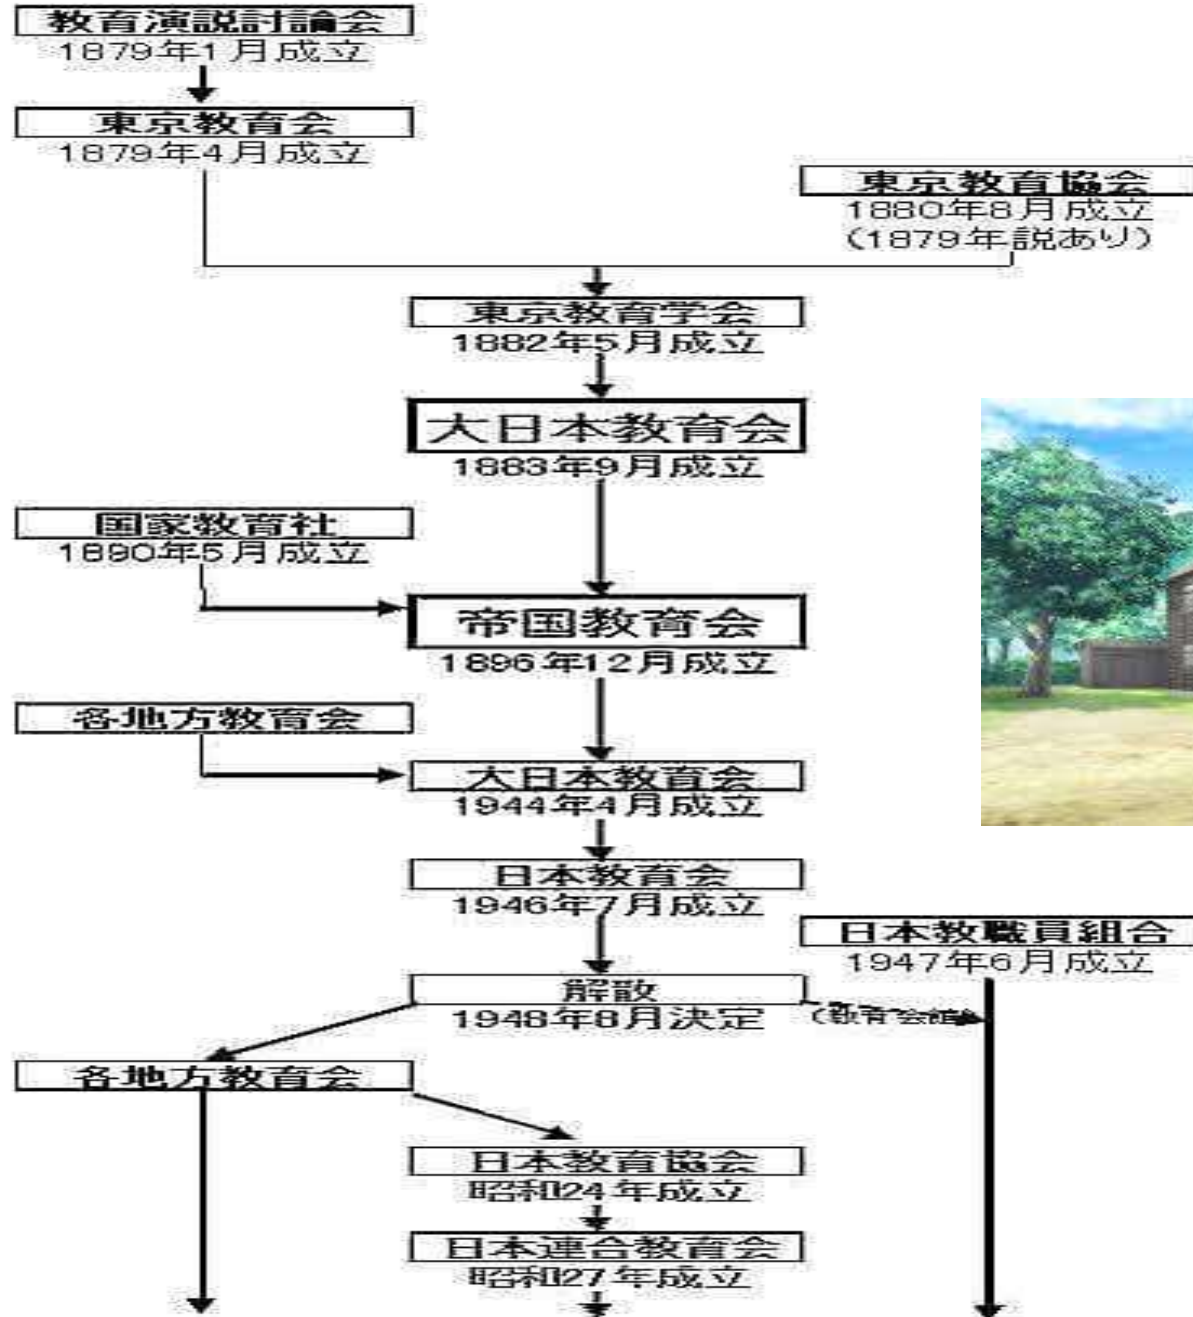 教育演説討論会
1879年1月成立
東京教育会
1879年4月成立
東京教育協会
1880年8月成立
(1879年説あり)
東京教育学会
1882年5月成立
大日本教育会
1883年9月成立
国家教育社
1890年5月成立
帝国教育会
1896年12月成立
各地方教育会
大日本教育会
1944年4月成立
日本教育会
1946年7月成立
日本教職員組合
1947年6月成立
解散
1948年8月決定
(教育会館
各地方教育会
日本教育協会
昭和24年成立
日本連合教育会
昭和27年成立